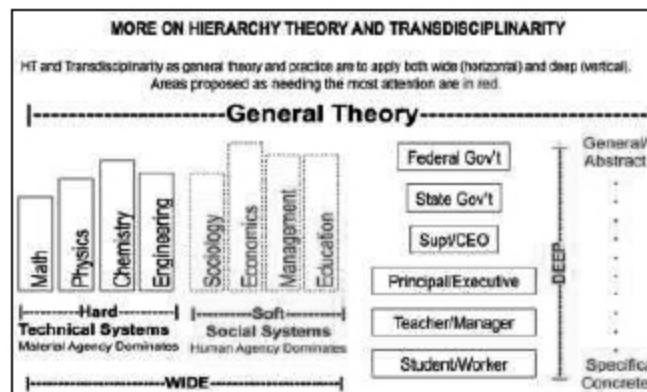 MORE ON HIERARCHY THEORY AND TRANSDISCIPLINARITY
HT and Transdisciplinarity as general theory and practice are to apply both wide (horizontal) and deep (vertical).
Areas proposed as needing the most attention are in red.
General Theory
Math
Physics
Chemistry
Engineering
Sociology
Economics
Management
Education
Hard
Technical Systems
Material Agency Dominates
Soft
Social Systems
Human Agency Dominates
WIDE
Federal Gov't
State Gov't
Supt/CEO
Principal/Executive
Teacher/Manager
Student/Worker
DEEP
General/
Abstract
Specific/
Concrete